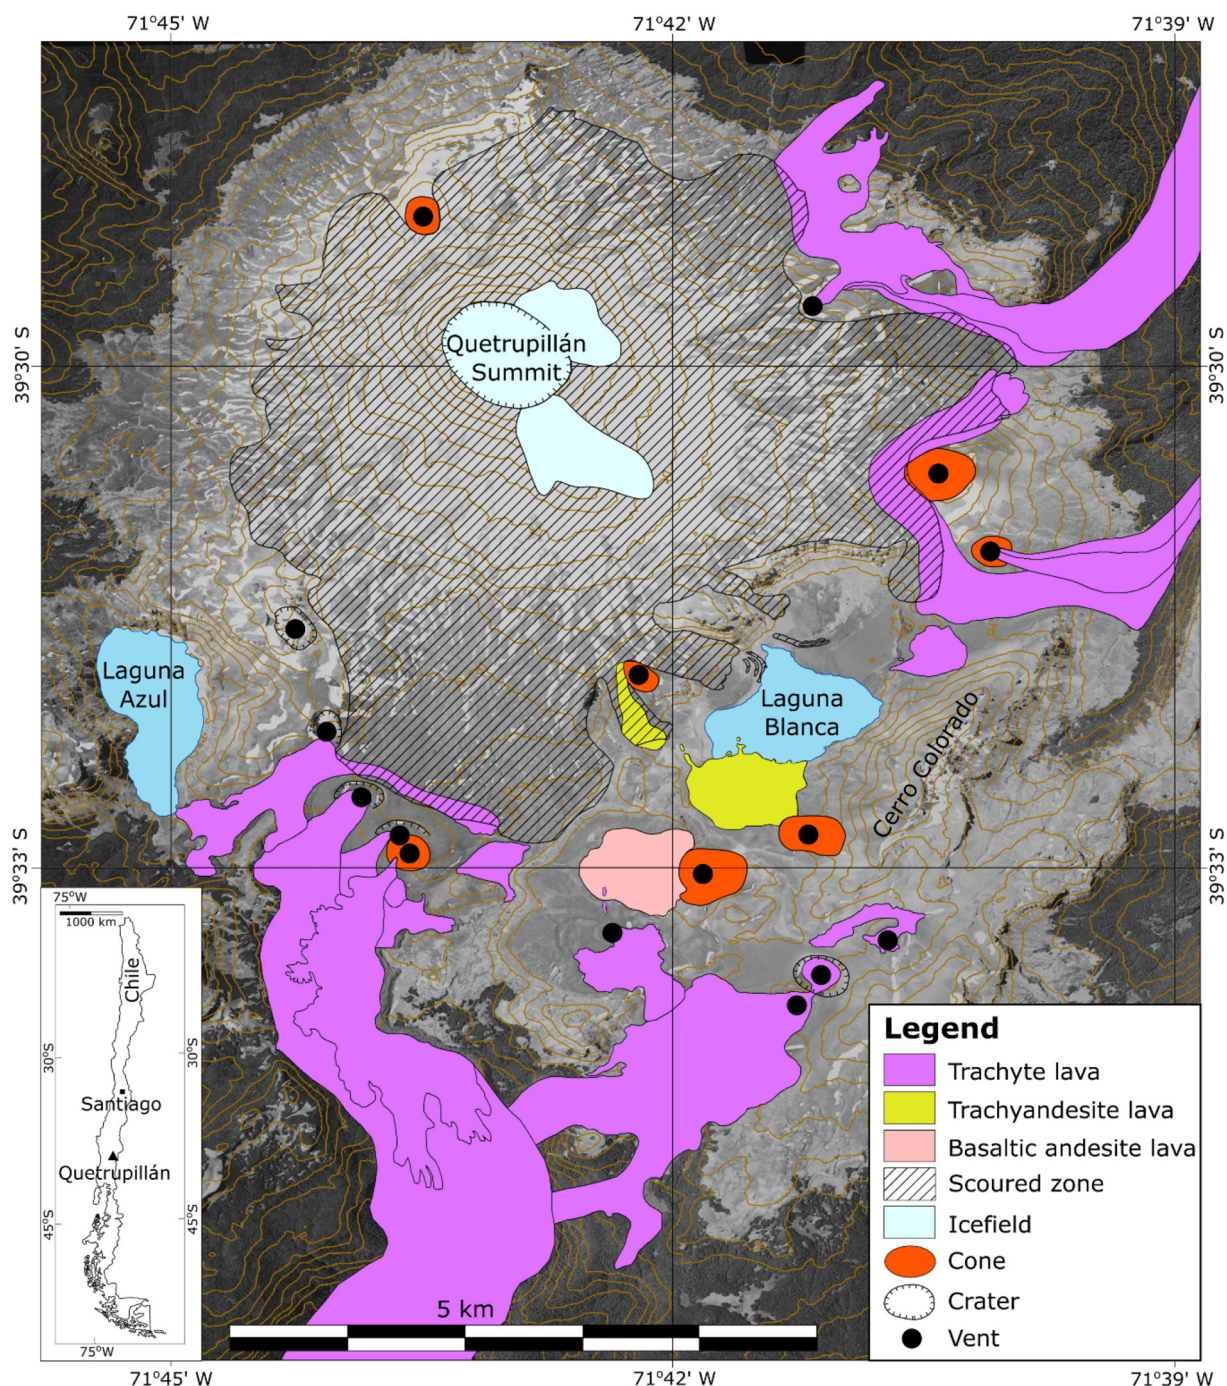 71°45' W 71°42' W 71°39' W
39°30' S
39°30' S
Quetrupillán
Summit
Laguna
Azul
Laguna
Blanca
Cerro Colorado
39°33' S
39°33' S
75°W
1000 km
Chile
30°S
30°S
Santiago
Quetrupillán
45°S
45°S
75°W
5 km
Legend
Trachyte lava
Trachyandesite lava
Basaltic andesite lava
Scoured zone
Icefield
Cone
Crater
Vent
71°45' W 71°42' W 71°39' W